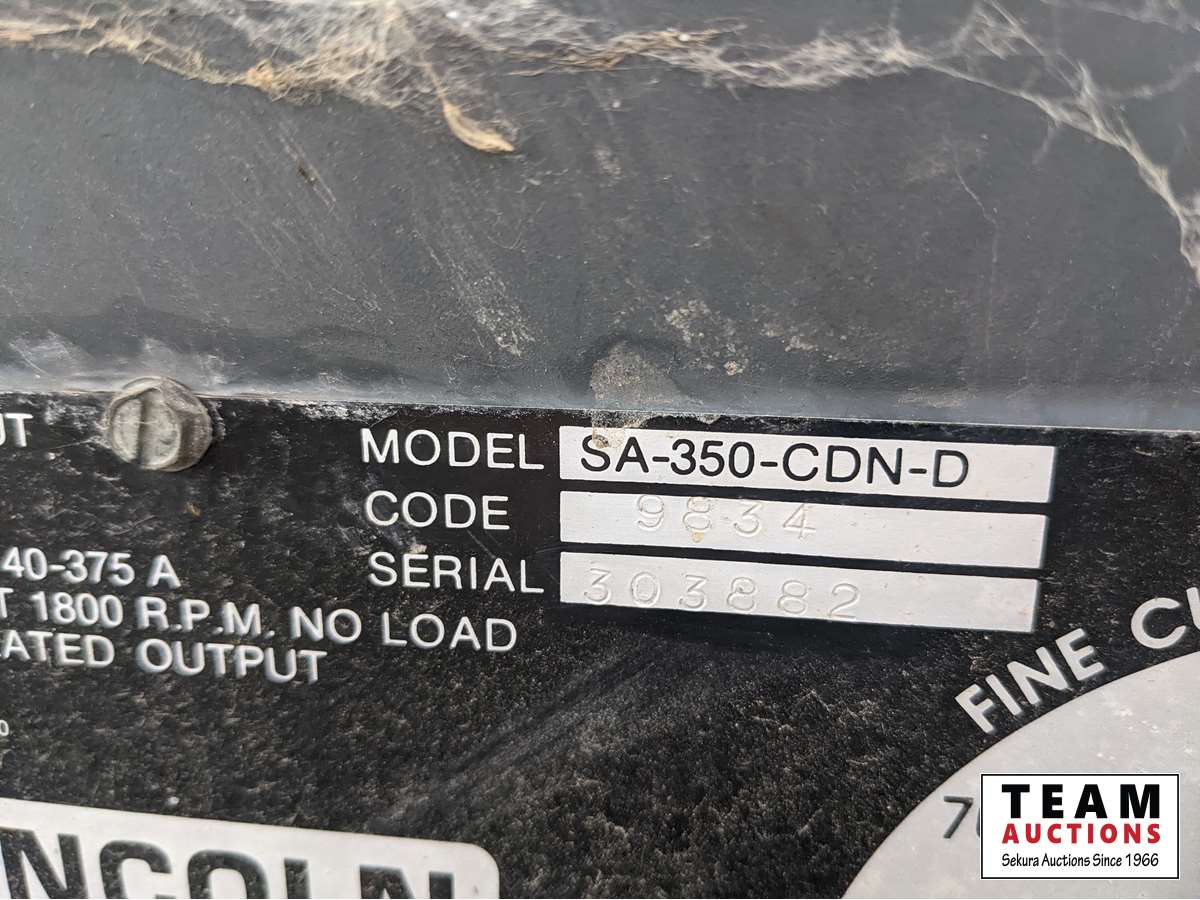 MODEL SA-350-CDN-D
CODE 9834
SERIAL 303882
40-375 A
1800 R.P.M. NO LOAD
OUTPUT
FINE
TEAM
AUCTIONS
Sekura Auctions Since 1966